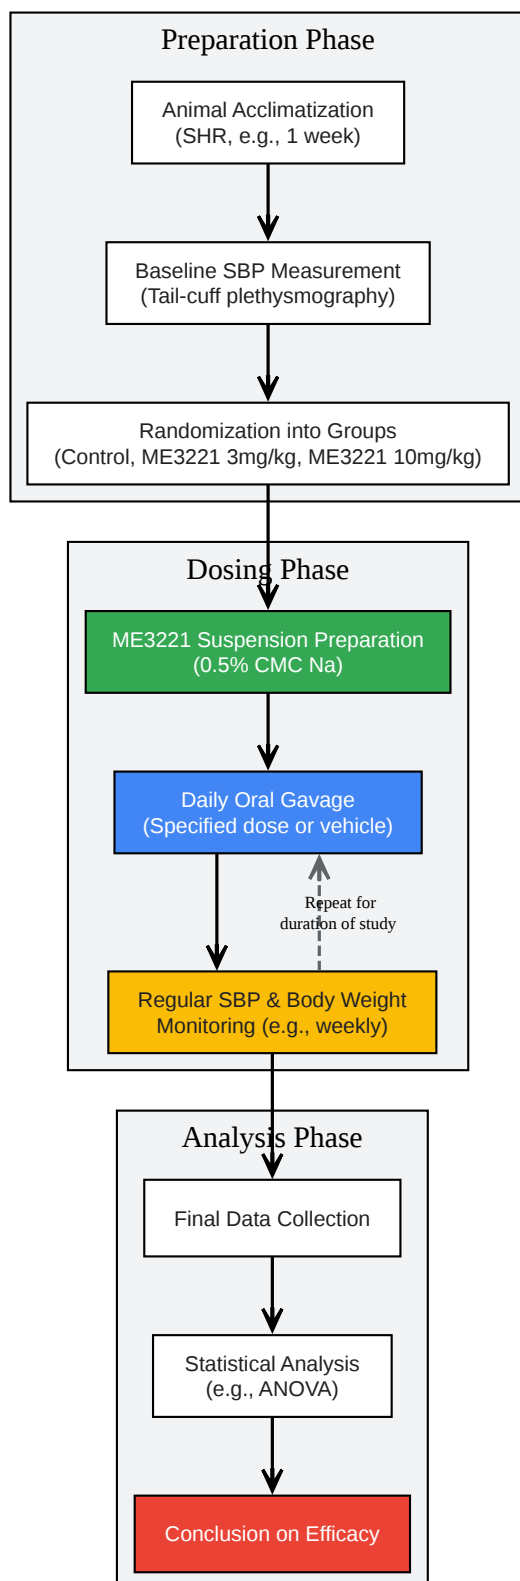 Preparation Phase
Animal Acclimatization
(SHR, e.g., 1 week)
Baseline SBP Measurement
(Tail-cuff plethysmography)
Randomization into Groups
(Control, ME3221 3mg/kg, ME3221 10mg/kg)
Dosing Phase
ME3221 Suspension Preparation
(0.5% CMC Na)
Daily Oral Gavage
(Specified dose or vehicle)
Repeat for
duration of study
Regular SBP & Body Weight
Monitoring (e.g., weekly)
Analysis Phase
Final Data Collection
Statistical Analysis
(e.g., ANOVA)
Conclusion on Efficacy